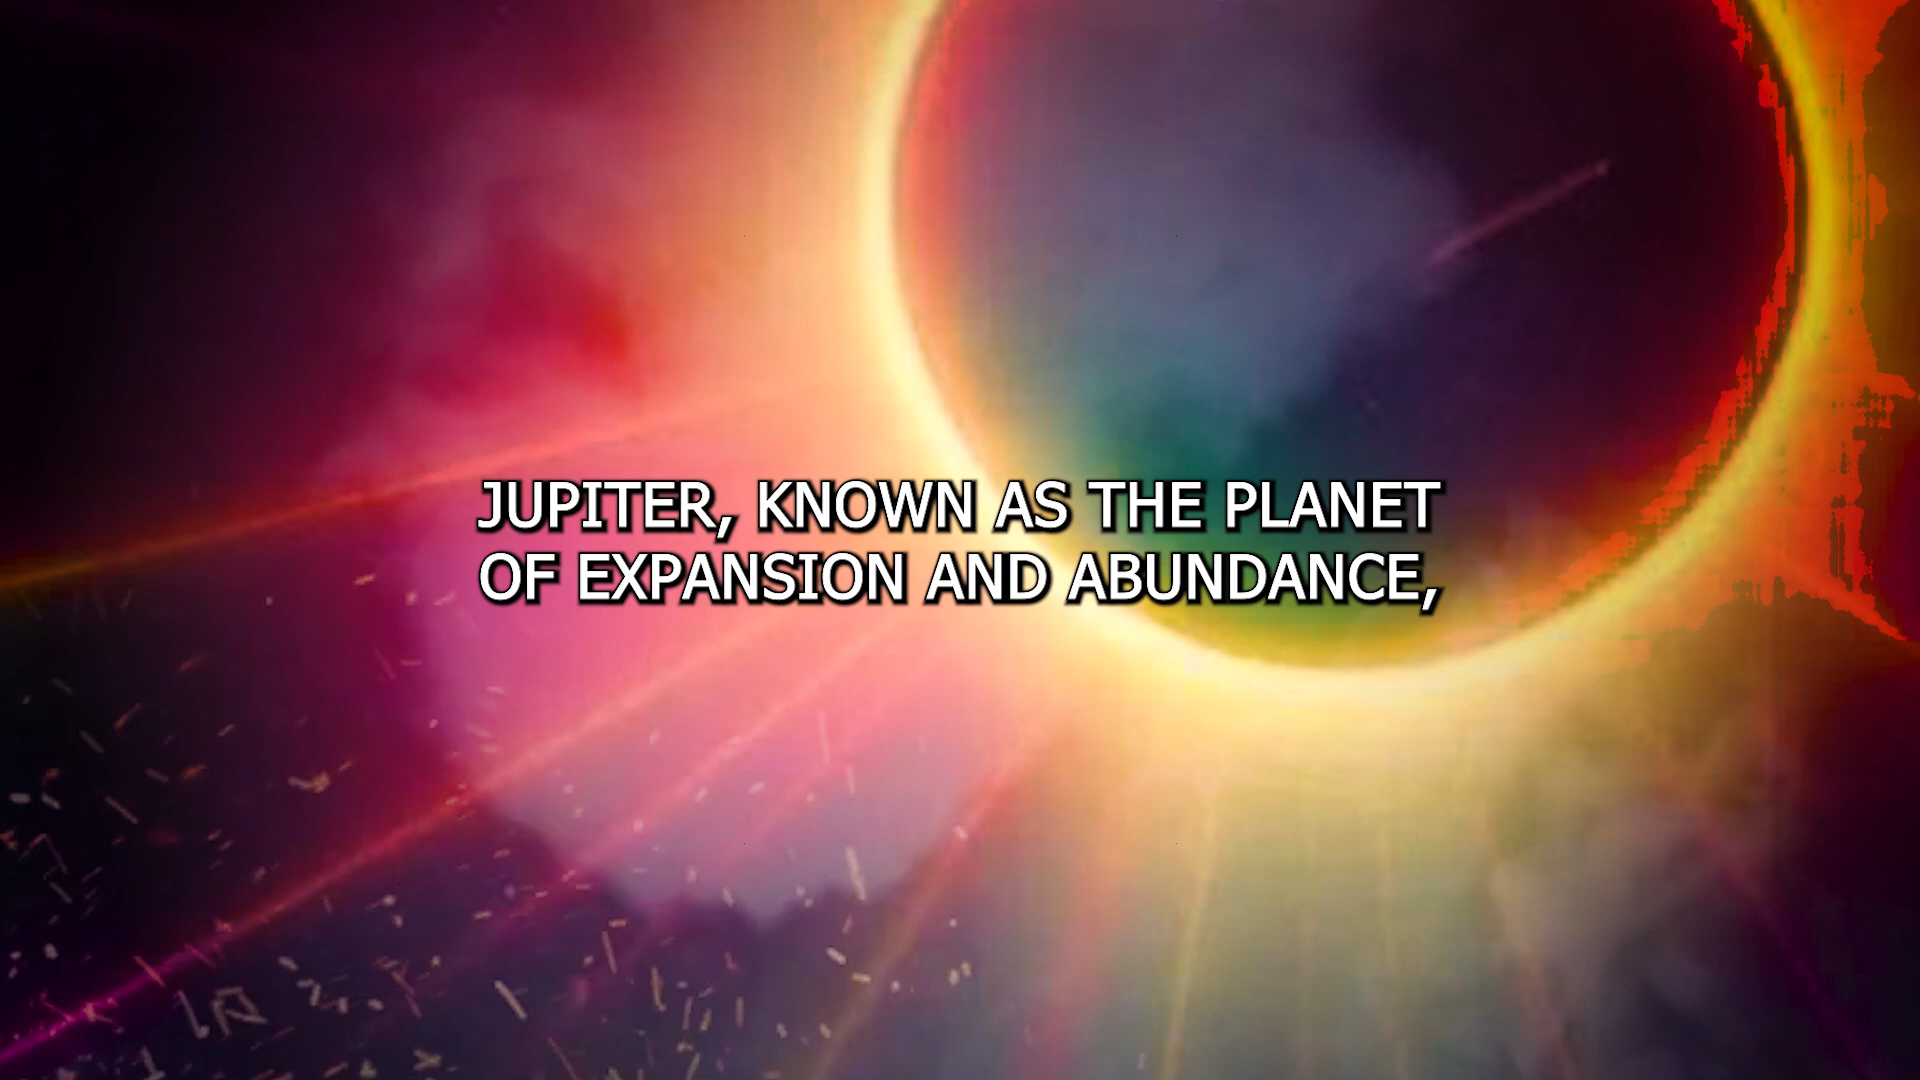 JUPITER, KNOWN AS THE PLANET
OF EXPANSION AND ABUNDANCE,